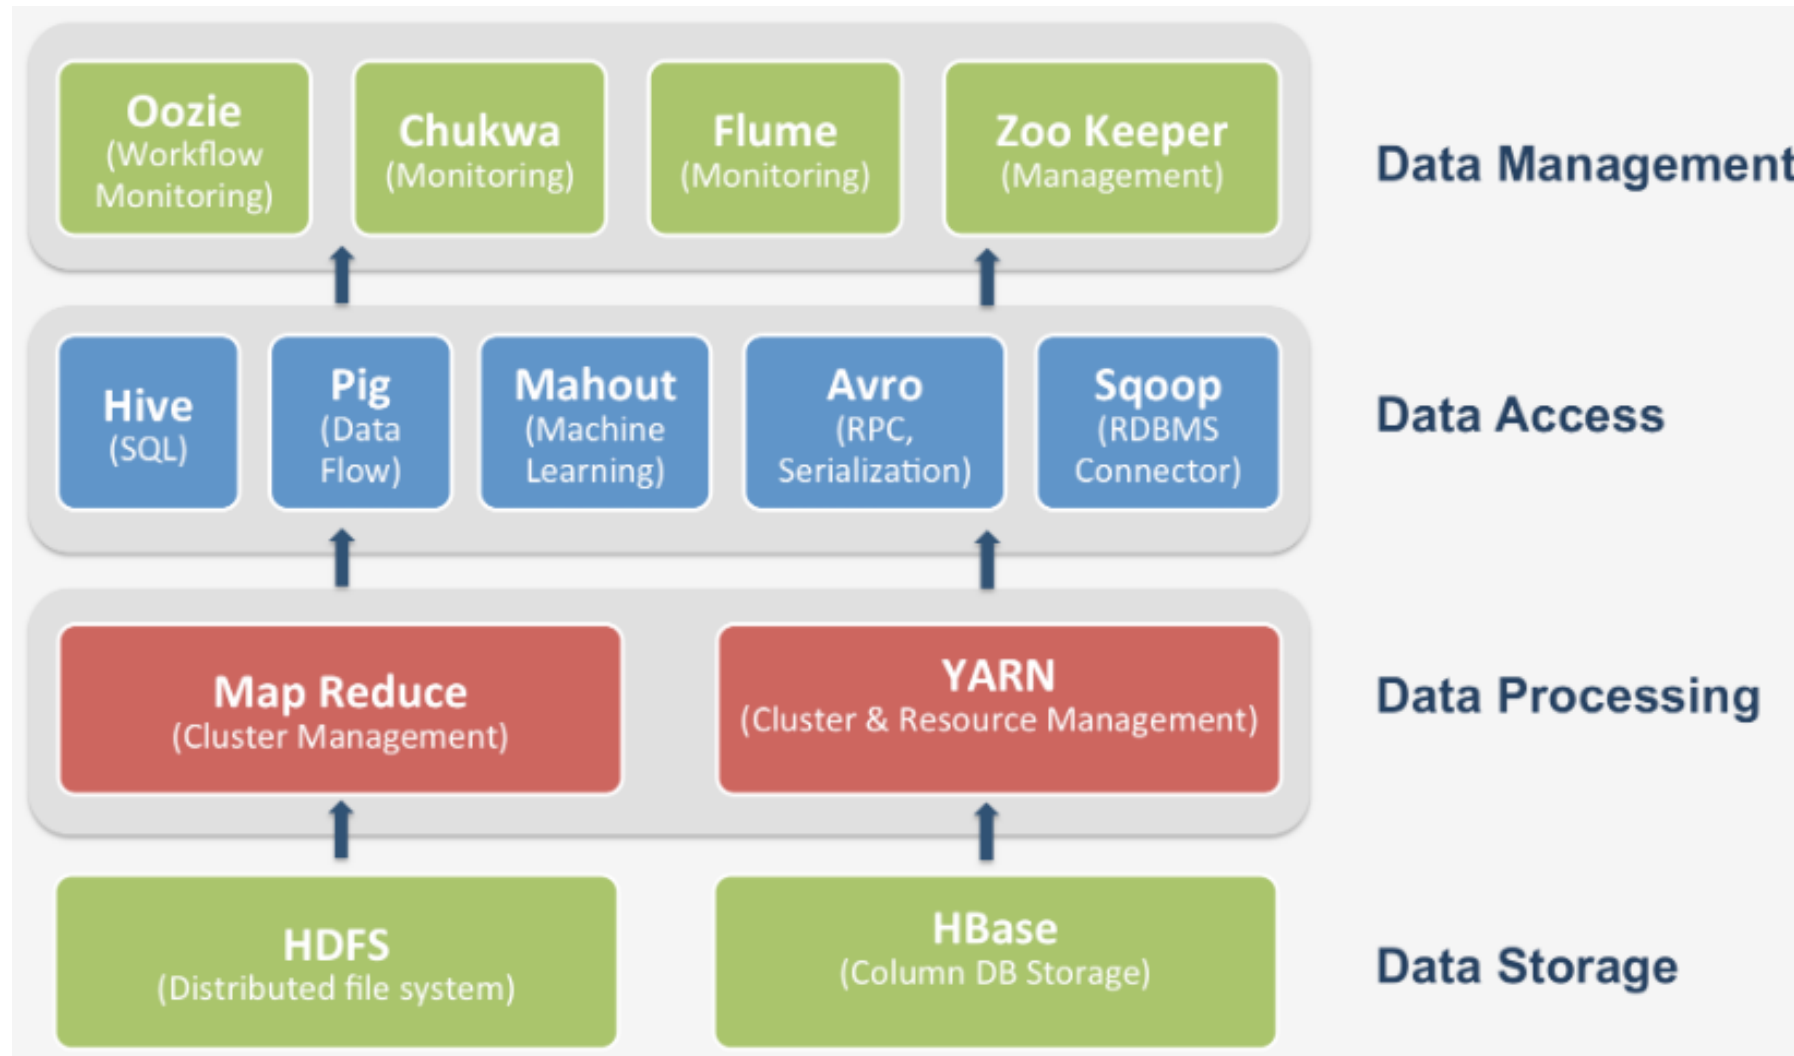 Oozie
(Workflow
Monitoring)
Chukwa
(Monitoring)
Flume
(Monitoring)
Zoo Keeper
(Management)
Data Management
Hive
(SQL)
Pig
(Data
Flow)
Mahout
(Machine
Learning)
Avro
(RPC,
Serialization)
Sqoop
(RDBMS
Connector)
Data Access
Map Reduce
(Cluster Management)
YARN
(Cluster & Resource Management)
Data Processing
HDFS
(Distributed file system)
HBase
(Column DB Storage)
Data Storage